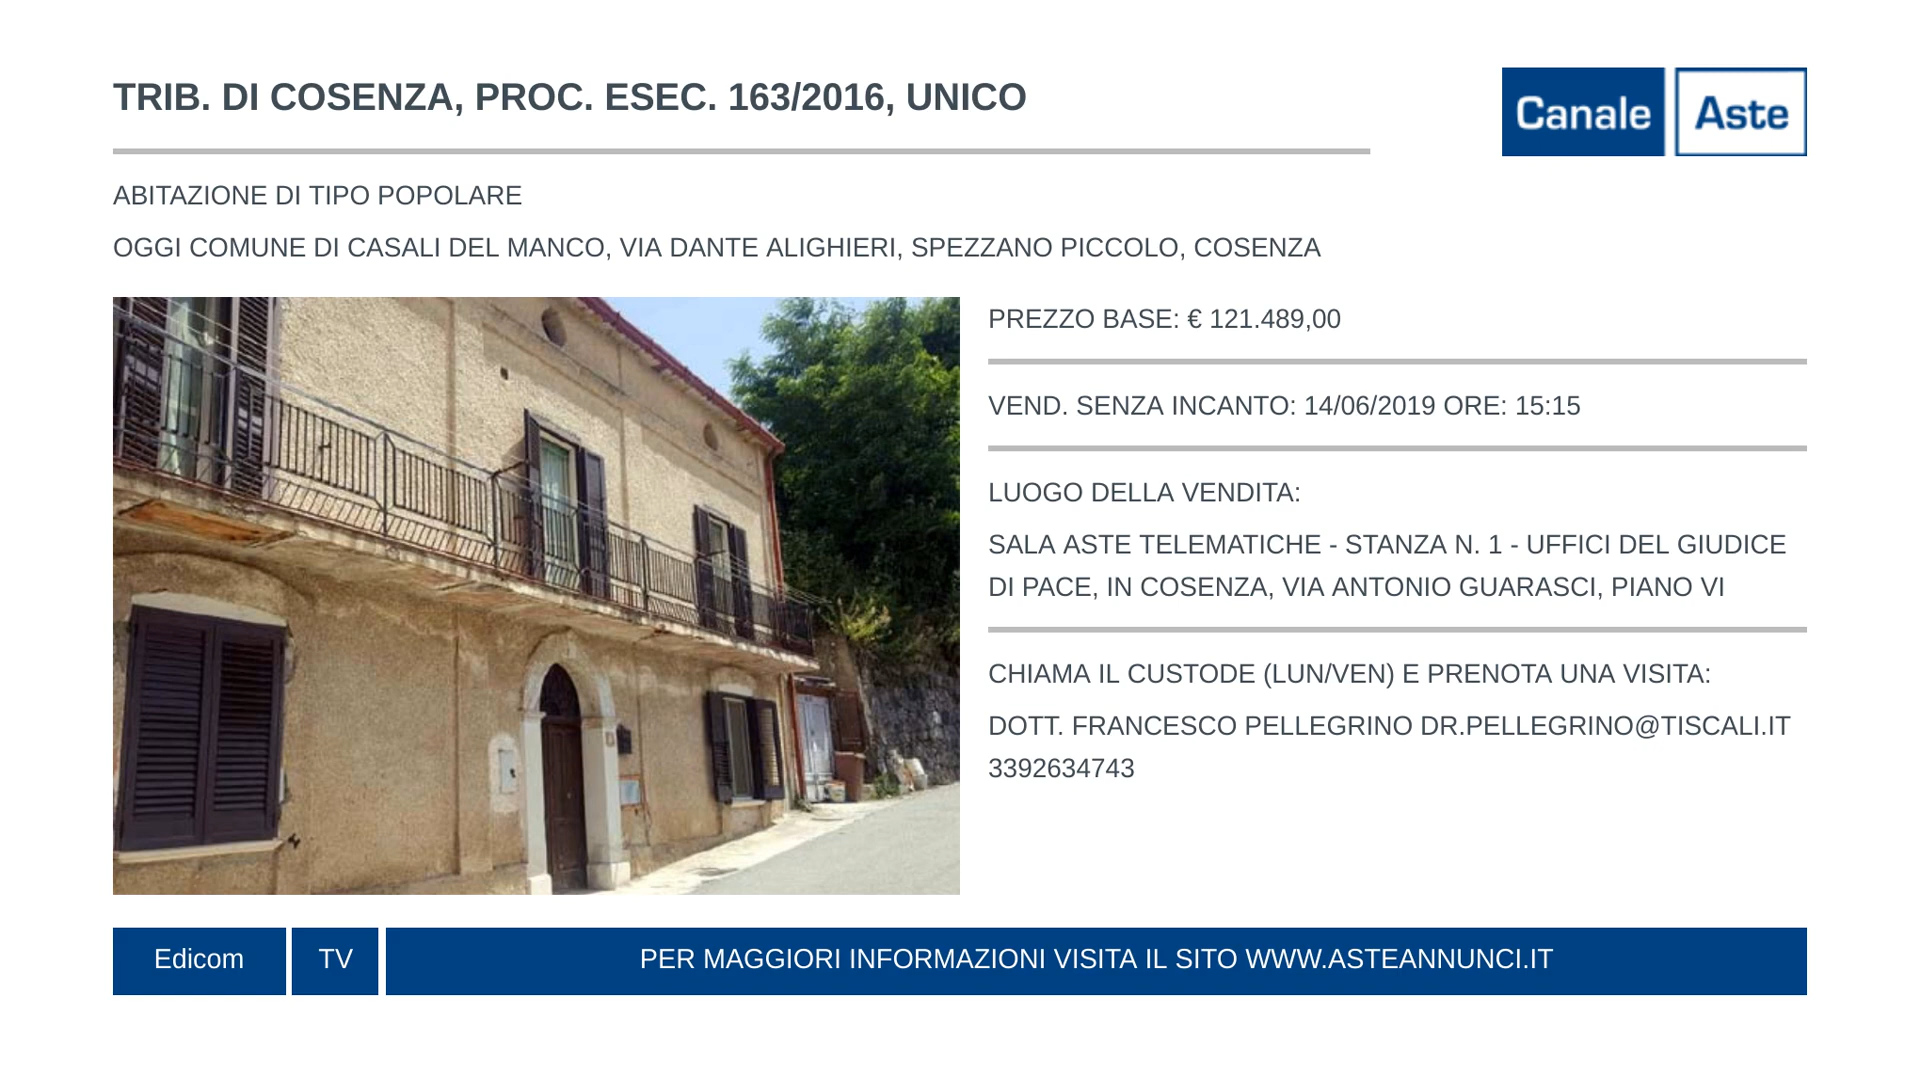 TRIB. DI COSENZA, PROC. ESEC. 163/2016, UNICO
Canale Aste
ABITAZIONE DI TIPO POPOLARE
OGGI COMUNE DI CASALI DEL MANCO, VIA DANTE ALIGHIERI, SPEZZANO PICCOLO, COSENZA
PREZZO BASE: € 121.489,00
VEND. SENZA INCANTO: 14/06/2019 ORE: 15:15
LUOGO DELLA VENDITA:
SALA ASTE TELEMATICHE - STANZA N. 1 - UFFICI DEL GIUDICE
DI PACE, IN COSENZA, VIA ANTONIO GUARASCI, PIANO VI
CHIAMA IL CUSTODE (LUN/VEN) E PRENOTA UNA VISITA:
DOTT. FRANCESCO PELLEGRINO DR.PELLEGRINO@TISCALI.IT
3392634743
Edicom TV PER MAGGIORI INFORMAZIONI VISITA IL SITO WWW.ASTEANNUNCI.IT